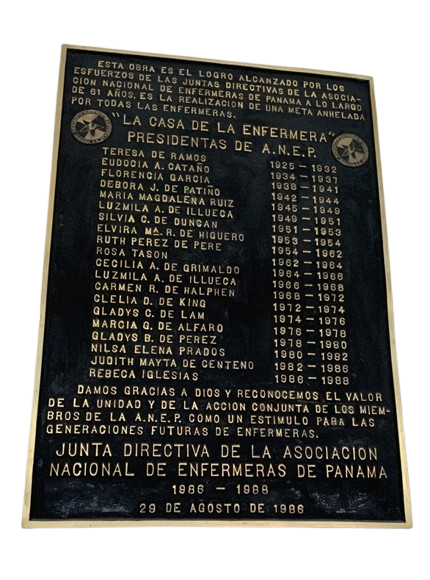 ESTA OBRA ES EL LOGRO ALCANZADO POR LOS
ESFUERZOS DE LAS JUNTAS DIRECTIVAS DE LA ASOCIA-
CION NACIONAL DE ENFERMERAS DE PANAMA A LO LARGO
DE 61 AÑOS. ES LA REALIZACION DE UNA META ANHELADA
POR TODAS LAS ENFERMERAS.
"LA CASA DE LA ENFERMERA"
PRESIDENTAS DE A.N.E.P.
TERESA DE RAMOS 1925 – 1932
EUDOCIA A. CATAÑO 1934 – 1937
FLORENCIA GARCIA 1938 – 1941
DEBORA J. DE PATIÑO 1942 – 1944
MARIA MAGDALENA RUIZ 1945 – 1949
LUZMILA A. DE ILLUECA 1949 – 1951
SILVIA C. DE DUNCAN 1951 – 1953
ELVIRA Mª. R. DE HIGUERO 1953 – 1954
RUTH PEREZ DE PERE 1954 – 1962
ROSA TASON 1962 – 1964
CECILIA A. DE GRIMALDO 1964 – 1966
LUZMILA A. DE ILLUECA 1966 – 1968
CARMEN R. DE HALPHEN 1968 – 1972
CLELIA D. DE KING 1972 – 1974
GLADYS C. DE LAM 1974 – 1976
MARCIA G. DE ALFARO 1976 – 1978
GLADYS B. DE PEREZ 1978 – 1980
NILSA ELENA PRADOS 1980 – 1982
JUDITH MAYTA DE CENTENO 1982 – 1986
REBECA IGLESIAS 1986 – 1988
DAMOS GRACIAS A DIOS Y RECONOCEMOS EL VALOR
DE LA UNIDAD Y DE LA ACCION CONJUNTA DE LOS MIEM-
BROS DE LA A.N.E.P. COMO UN ESTIMULO PARA LAS
GENERACIONES FUTURAS DE ENFERMERAS.
JUNTA DIRECTIVA DE LA ASOCIACION
NACIONAL DE ENFERMERAS DE PANAMA
1986 – 1988
29 DE AGOSTO DE 1986